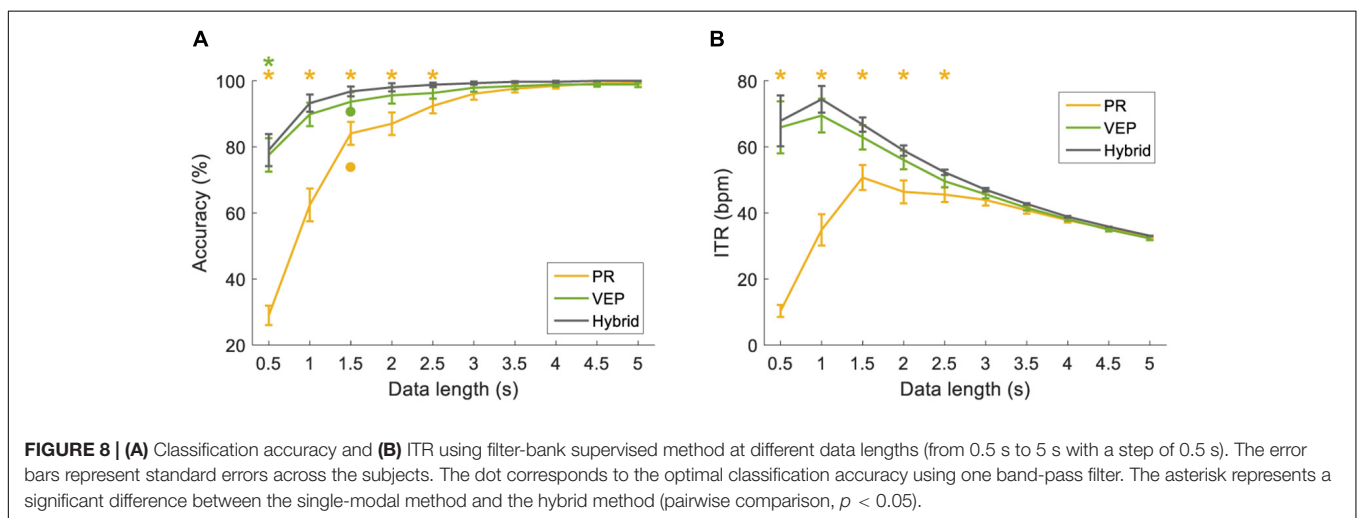 A
B
* 
* * * * *
* * * * *
100
80
60
40
20
Accuracy (%)
PR
VEP
Hybrid
0.5 1 1.5 2 2.5 3 3.5 4 4.5 5
Data length (s)
100
80
60
40
20
0
ITR (bpm)
PR
VEP
Hybrid
0.5 1 1.5 2 2.5 3 3.5 4 4.5 5
Data length (s)
FIGURE 8 | (A) Classification accuracy and (B) ITR using filter-bank supervised method at different data lengths (from 0.5 s to 5 s with a step of 0.5 s). The error
bars represent standard errors across the subjects. The dot corresponds to the optimal classification accuracy using one band-pass filter. The asterisk represents a
significant difference between the single-modal method and the hybrid method (pairwise comparison, p < 0.05).